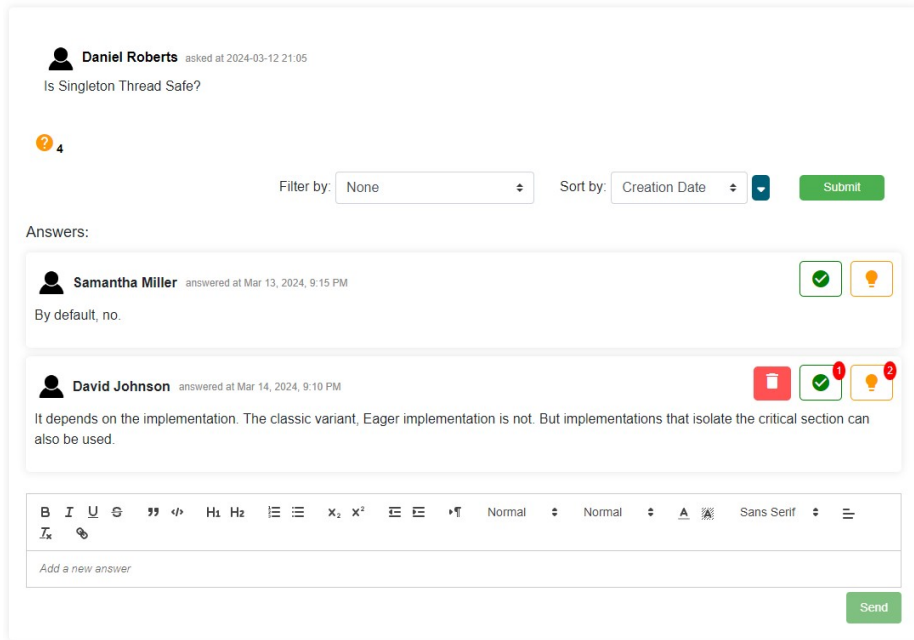 Daniel Roberts asked at 2024-03-12 21:05
Is Singleton Thread Safe?
? 4
Filter by: None Sort by: Creation Date Submit
Answers:
Samantha Miller answered at Mar 13, 2024, 9:15 PM
By default, no.
1 2
David Johnson answered at Mar 14, 2024, 9:10 PM
It depends on the implementation. The classic variant, Eager implementation is not. But implementations that isolate the critical section can
also be used.
B I U S ” </> H1 H2 X₂ X² ¶ Normal Normal A A Sans Serif
Tx
Add a new answer
Send